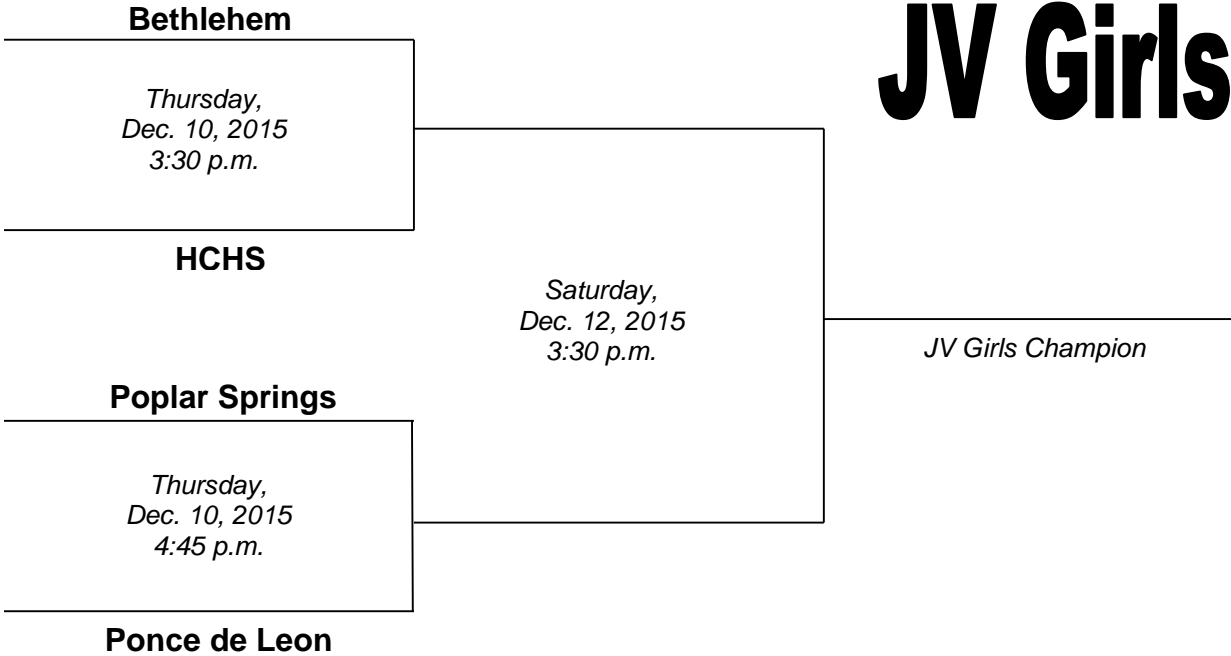 JV Girls
Bethlehem
Thursday,
Dec. 10, 2015
3:30 p.m.
HCHS
Saturday,
Dec. 12, 2015
3:30 p.m.
JV Girls Champion
Poplar Springs
Thursday,
Dec. 10, 2015
4:45 p.m.
Ponce de Leon